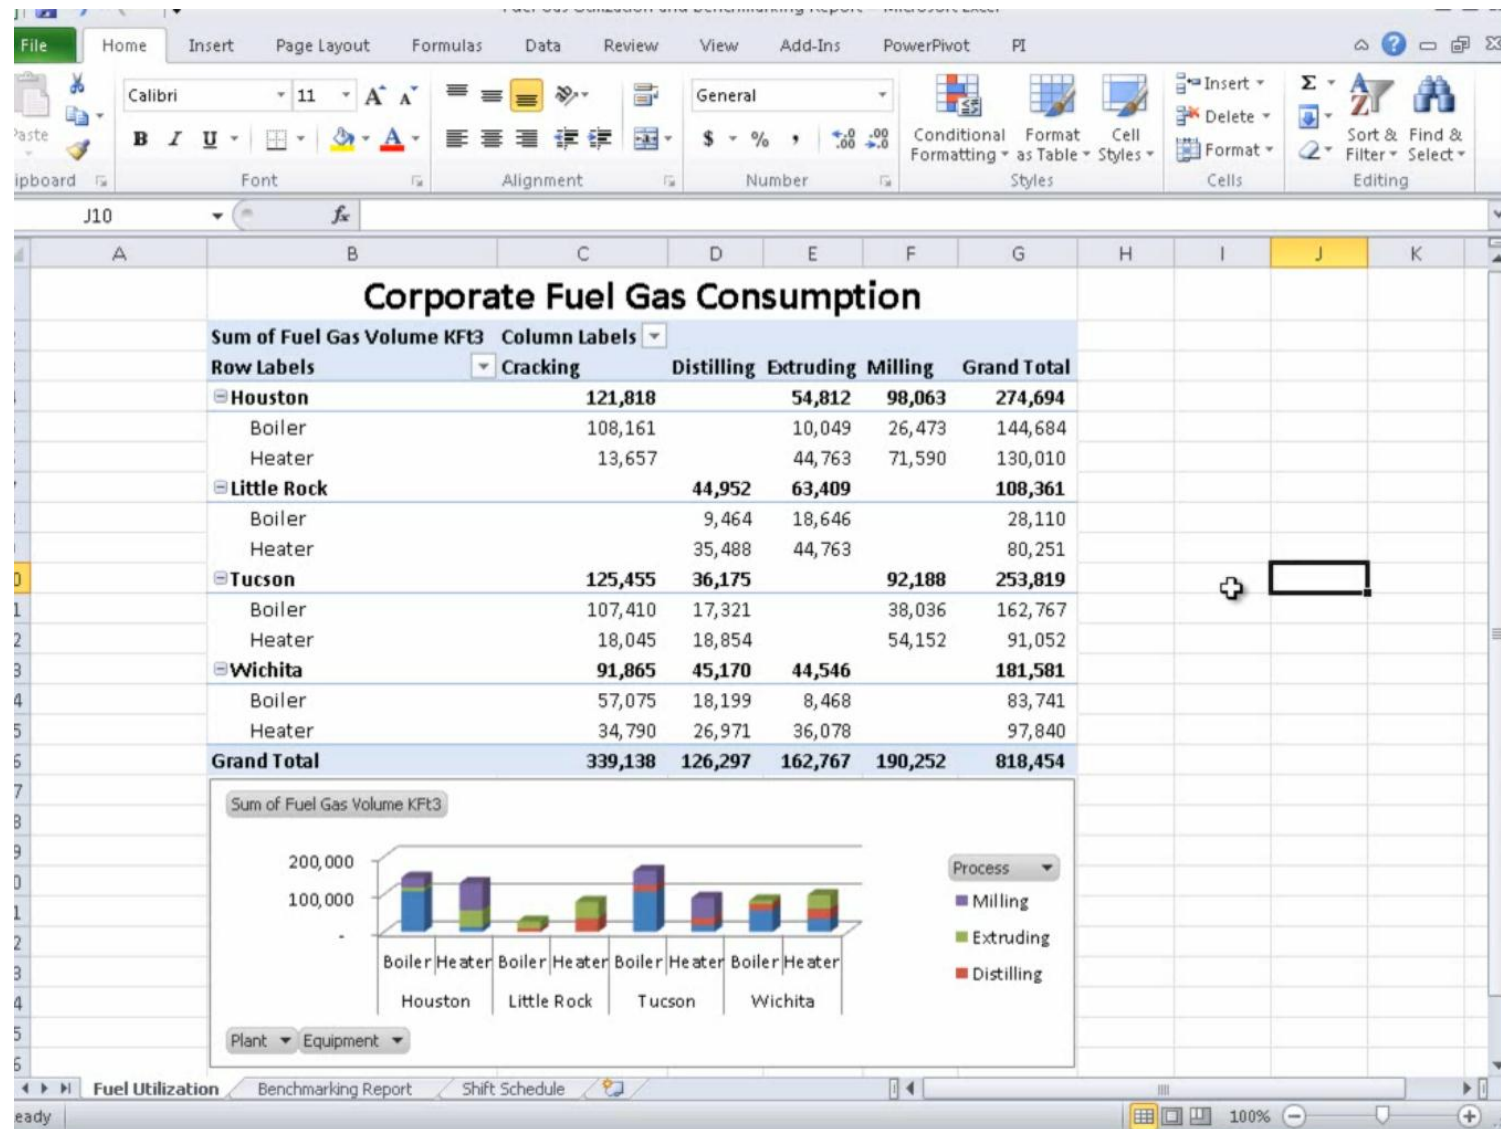 File Home Insert Page Layout Formulas Data Review View Add-Ins PowerPivot PI
Calibri 11 General Insert
Delete
Paste B I U $ % , Conditional Format Cell Format Sort & Find &
Formatting as Table Styles Filter Select
Font Alignment Number Styles Cells Editing
J10 fx
A B C D E F G H I J K
Corporate Fuel Gas Consumption
Sum of Fuel Gas Volume KFt3 Column Labels
Row Labels Cracking Distilling Extruding Milling Grand Total
Houston 121,818 54,812 98,063 274,694
Boiler 108,161 10,049 26,473 144,684
Heater 13,657 44,763 71,590 130,010
Little Rock 44,952 63,409 108,361
Boiler 9,464 18,646 28,110
Heater 35,488 44,763 80,251
Tucson 125,455 36,175 92,188 253,819
Boiler 107,410 17,321 38,036 162,767
Heater 18,045 18,854 54,152 91,052
Wichita 91,865 45,170 44,546 181,581
Boiler 57,075 18,199 8,468 83,741
Heater 34,790 26,971 36,078 97,840
Grand Total 339,138 126,297 162,767 190,252 818,454
Sum of Fuel Gas Volume KFt3
200,000
100,000
-
Process
Milling
Extruding
Distilling
Boiler Heater Boiler Heater Boiler Heater Boiler Heater
Houston Little Rock Tucson Wichita
Plant Equipment
Fuel Utilization Benchmarking Report Shift Schedule
100%